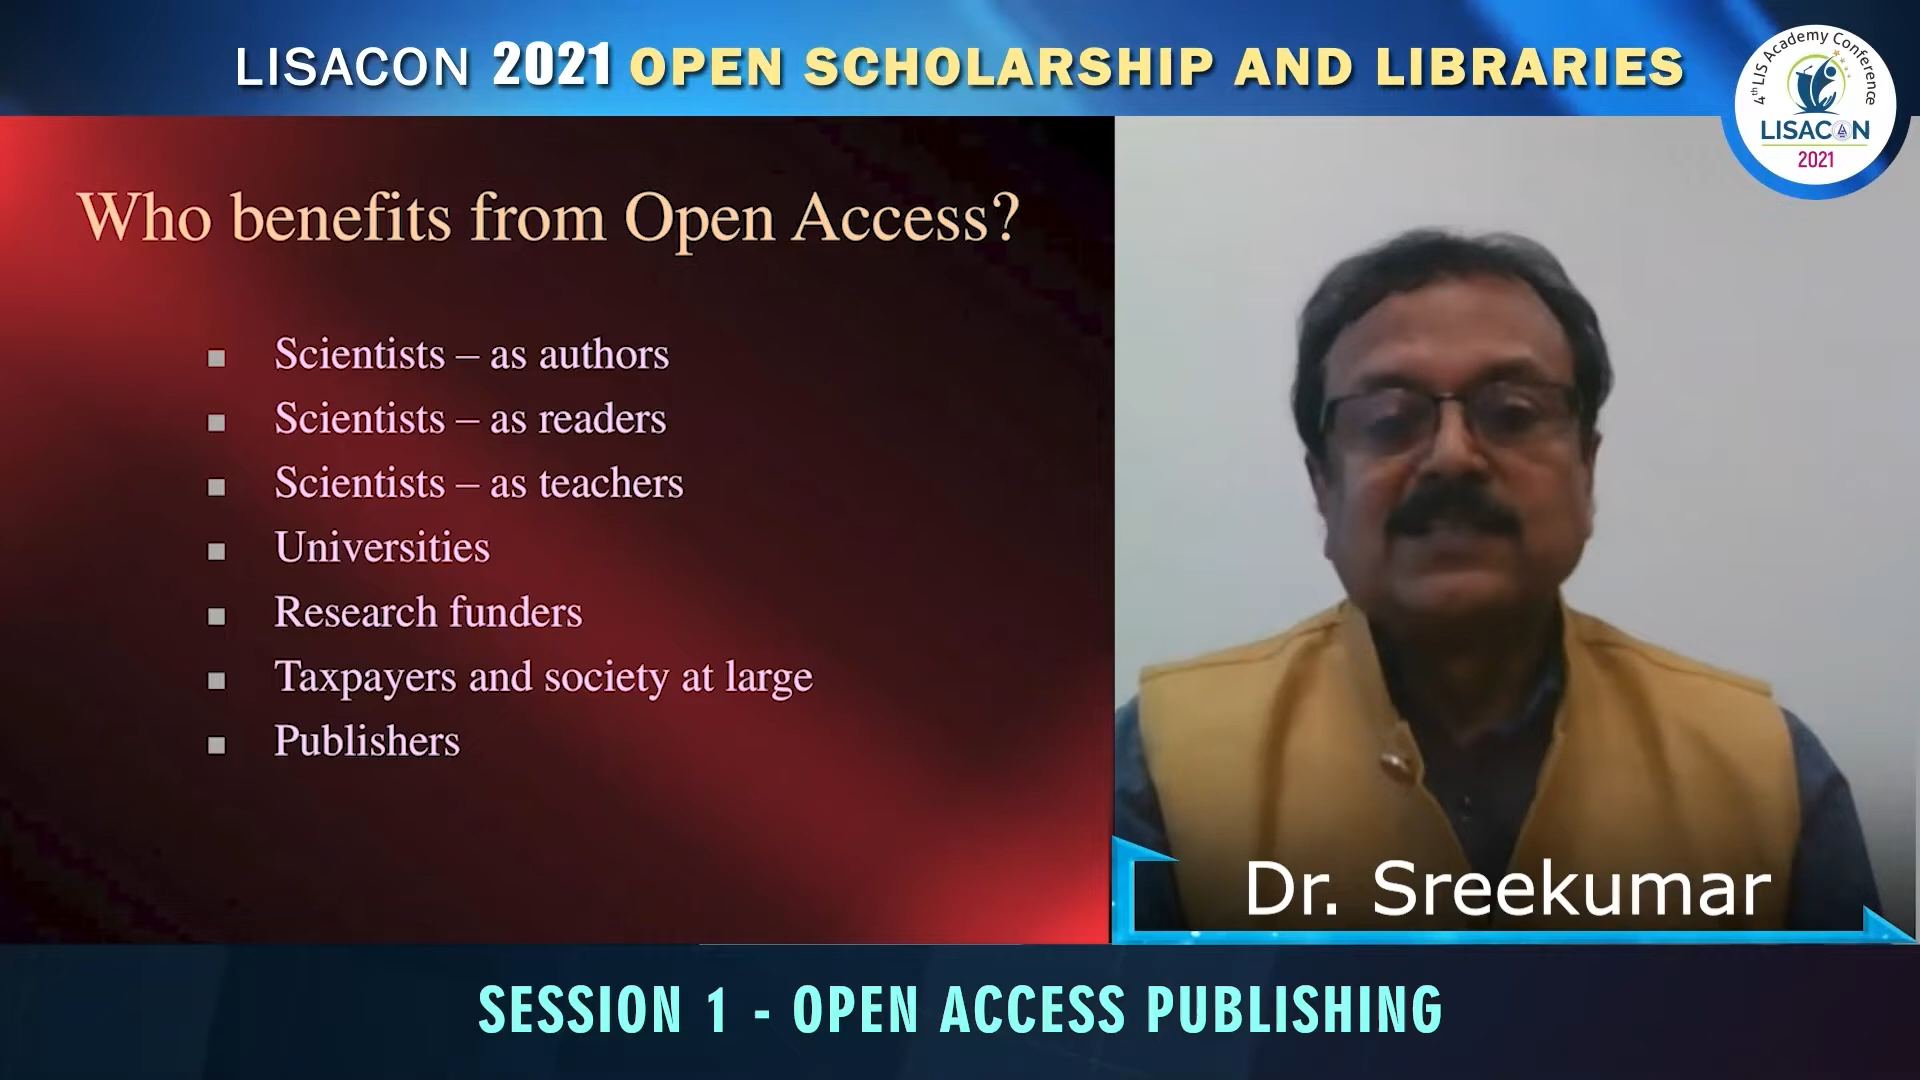 LISACON 2021 OPEN SCHOLARSHIP AND LIBRARIES
4th LIS Academy Conference
LISACON
2021
Who benefits from Open Access?
Scientists – as authors
Scientists – as readers
Scientists – as teachers
Universities
Research funders
Taxpayers and society at large
Publishers
Dr. Sreekumar
SESSION 1 - OPEN ACCESS PUBLISHING